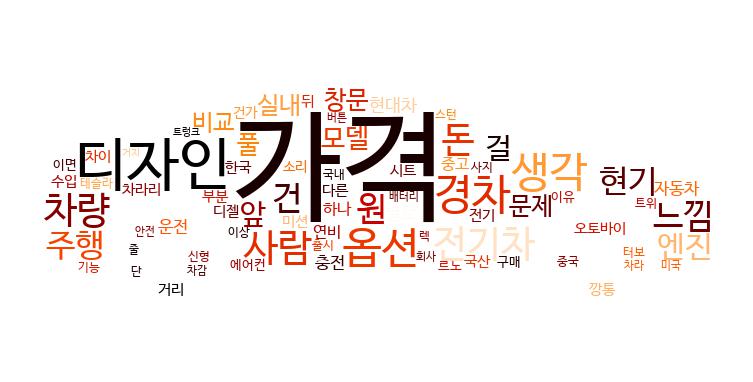 가격
디자인
경차
옵션
사람
생각
전기차
차량
주행
돈
원
건
느낌
현기
엔진
모델
실내
창문
현대차
비교
풀
앞
걸
문제
건가
뒤
버튼
스턴
트렁크
이면
차이
거지
수입
테슬라
차라리
한국
소리
국내
다른
하나
시트
중고
사지
배터리
전기
이유
트위
자동차
오토바이
부분
디젤
이상
미션
연비
출시
운전
안전
줄
단
기능
신형
차감
에어컨
충전
렉
회사
르노
국산
구매
중국
터보
차라
미국
거리
깡통